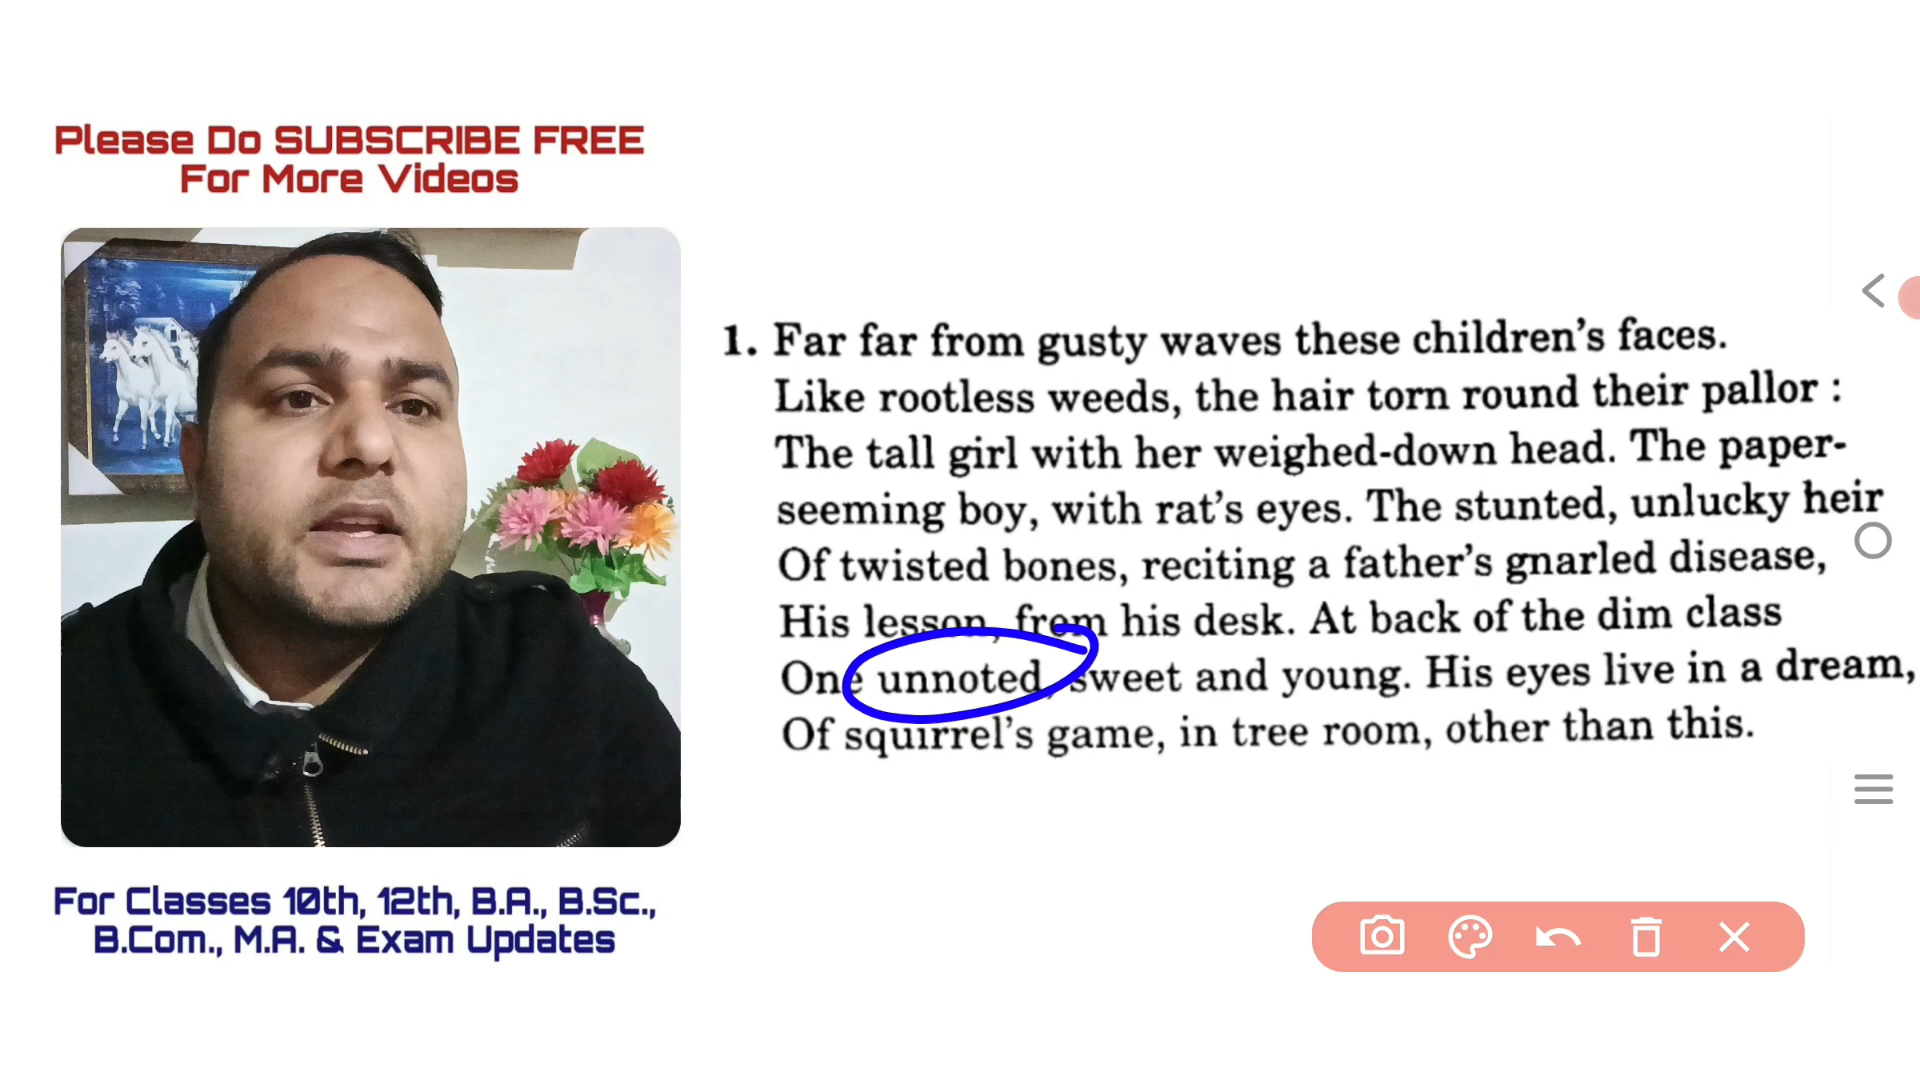 Please Do SUBSCRIBE FREE
For More Videos
1. Far far from gusty waves these children's faces.
Like rootless weeds, the hair torn round their pallor :
The tall girl with her weighed-down head. The paper-
seeming boy, with rat's eyes. The stunted, unlucky heir
Of twisted bones, reciting a father's gnarled disease,
His lesson, from his desk. At back of the dim class
One unnoted, sweet and young. His eyes live in a dream,
Of squirrel's game, in tree room, other than this.
For Classes 10th, 12th, B.A., B.Sc.,
B.Com., M.A. & Exam Updates